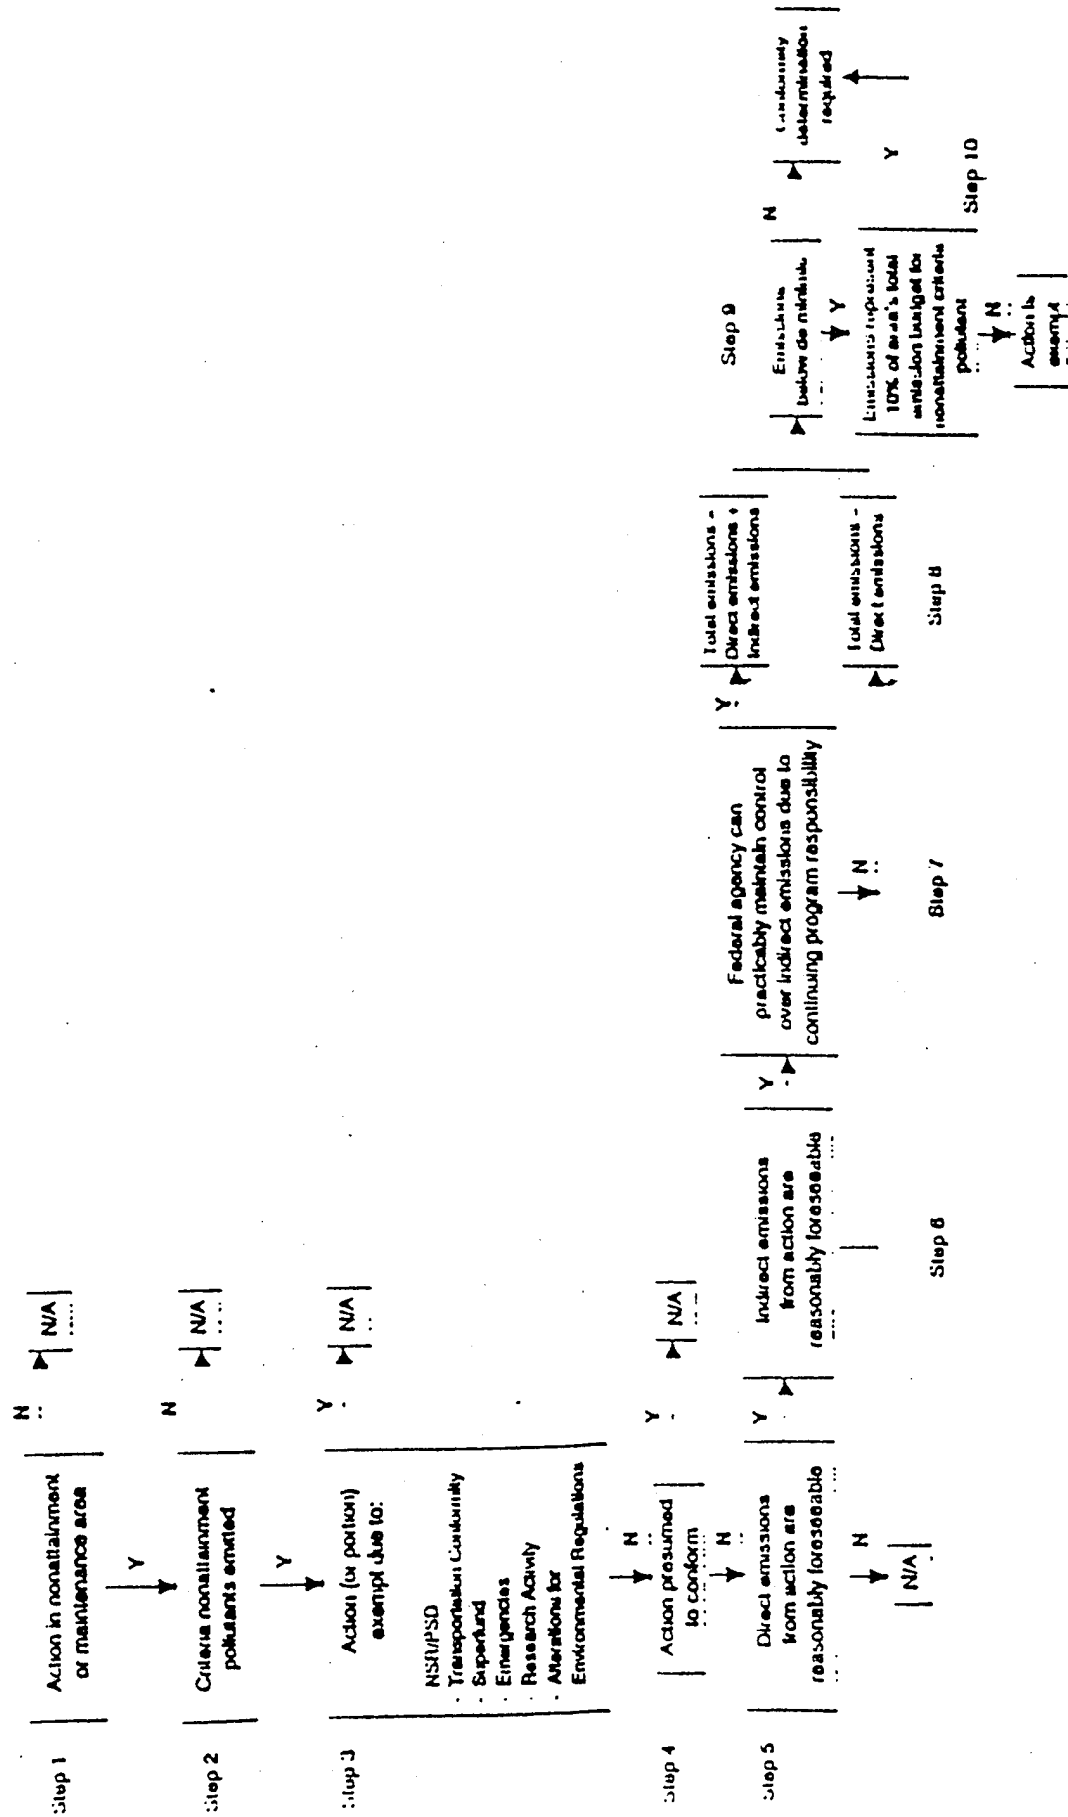 Step 1
Action in nonattainment
or maintenance area
N
N/A
Y
Step 2
Criteria nonattainment
pollutants emitted
N
N/A
Y
Step 3
Action (or portion)
exempt due to:
NSR/PSD
- Transportation Conformity
- Superfund
- Emergencies
- Research Activity
- Alterations for
Environmental Regulations
Y
N/A
N
Step 4
Action presumed
to conform
Y
N/A
N
Step 5
Direct emissions
from action are
reasonably foreseeable
N
N/A
Y
Indirect emissions
from action are
reasonably foreseeable
Step 6
Y
Federal agency can
practicably maintain control
over indirect emissions due to
continuing program responsibility
N
Step 7
Y
Total emissions =
Direct emissions +
Indirect emissions
Total emissions =
Direct emissions
Step 8
Step 9
Emissions
below de minimis
N
Conformity
determination
required
Y
Emissions represent
10% of area's total
emission budget for
nonattainment criteria
pollutant
Y
Step 10
N
Action is
exempt